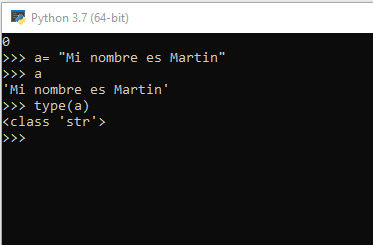 Python 3.7 (64-bit)
0
>>> a= "Mi nombre es Martin"
>>> a
'Mi nombre es Martin'
>>> type(a)
<class 'str'>
>>>